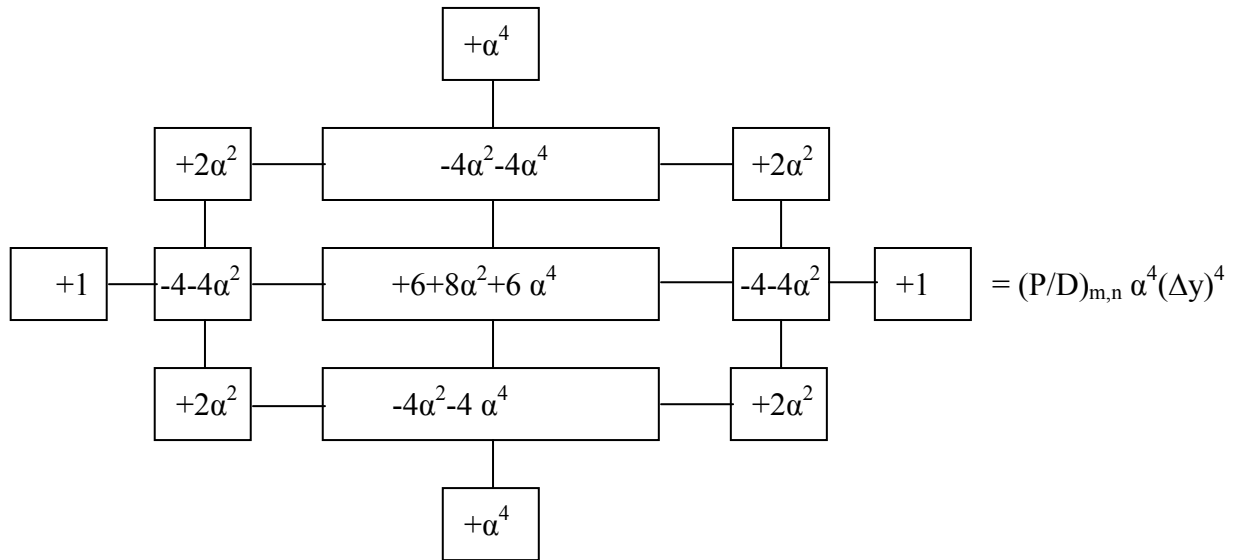 +α⁴
+2α² -4α²-4α⁴ +2α²
+1 -4-4α² +6+8α²+6 α⁴ -4-4α² +1 = (P/D)ₘ,ₙ α⁴(Δy)⁴
+2α² -4α²-4 α⁴ +2α²
+α⁴